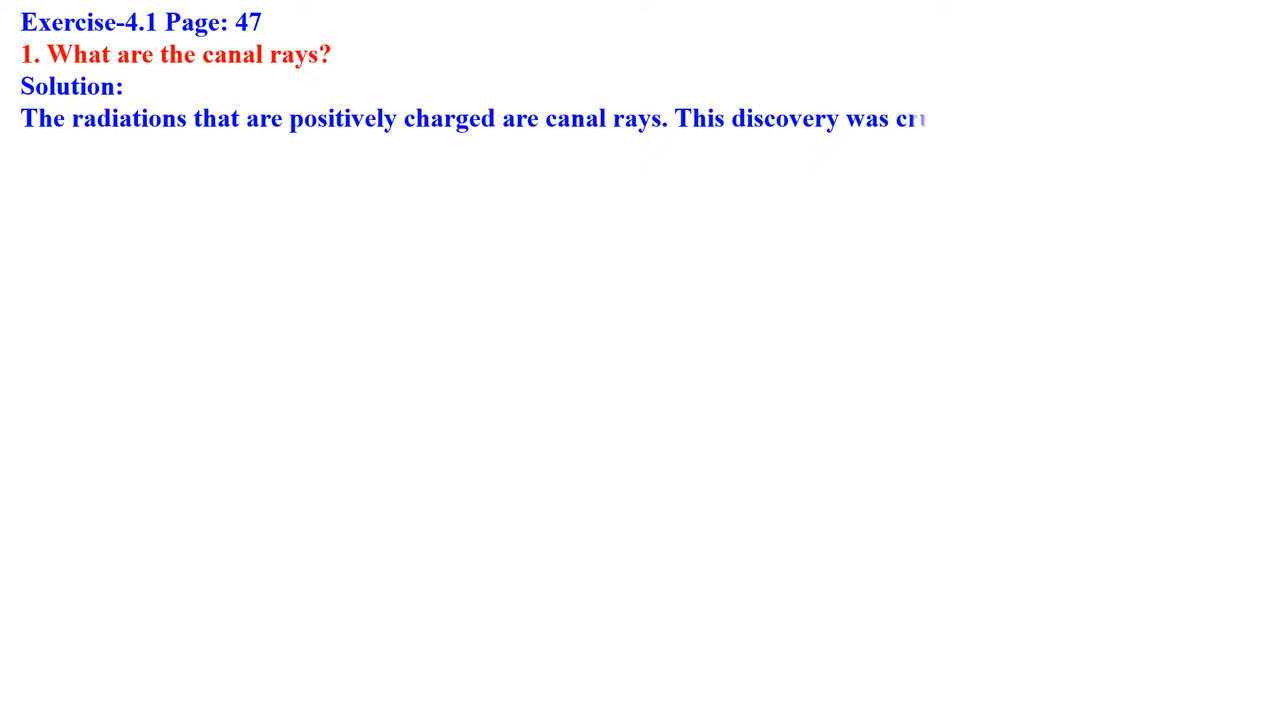 Exercise-4.1 Page: 47
1. What are the canal rays?
Solution:
The radiations that are positively charged are canal rays. This discovery was